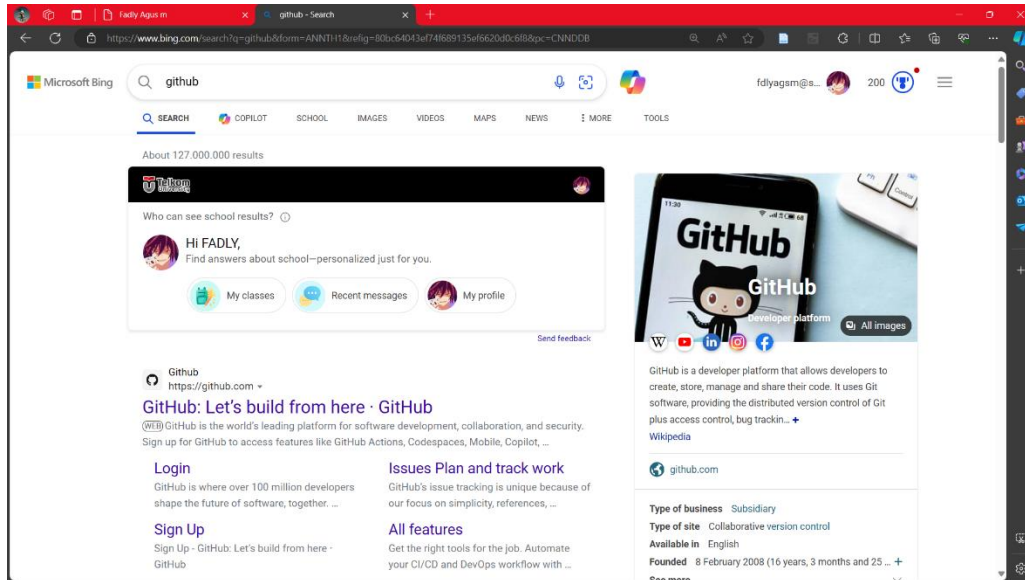 Fadly Agus m
github - Search
https://www.bing.com/search?q=github&form=ANNTH1&refig=80bc64043ef74f689135ef6620d0c6f8&pc=CNNDDB
Microsoft Bing
github
fdlyagsm@s...
200
SEARCH
COPILOT
SCHOOL
IMAGES
VIDEOS
MAPS
NEWS
MORE
TOOLS
About 127.000.000 results
Telkom
University
Who can see school results?
Hi FADLY,
Find answers about school—personalized just for you.
My classes
Recent messages
My profile
Send feedback
Github
https://github.com
GitHub: Let's build from here · GitHub
WEB GitHub is the world's leading platform for software development, collaboration, and security.
Sign up for GitHub to access features like GitHub Actions, Codespaces, Mobile, Copilot, ...
Login
GitHub is where over 100 million developers
shape the future of software, together. ...
Issues Plan and track work
GitHub's issue tracking is unique because of
our focus on simplicity, references, ...
Sign Up
Sign Up - GitHub: Let's build from here ·
GitHub
All features
Get the right tools for the job. Automate
your CI/CD and DevOps workflow with ...
11:30
68
Control
GitHub
GitHub
Developer platform
All images
GitHub is a developer platform that allows developers to
create, store, manage and share their code. It uses Git
software, providing the distributed version control of Git
plus access control, bug trackin... +
Wikipedia
github.com
Type of business Subsidiary
Type of site Collaborative version control
Available in English
Founded 8 February 2008 (16 years, 3 months and 25 ... +
See more